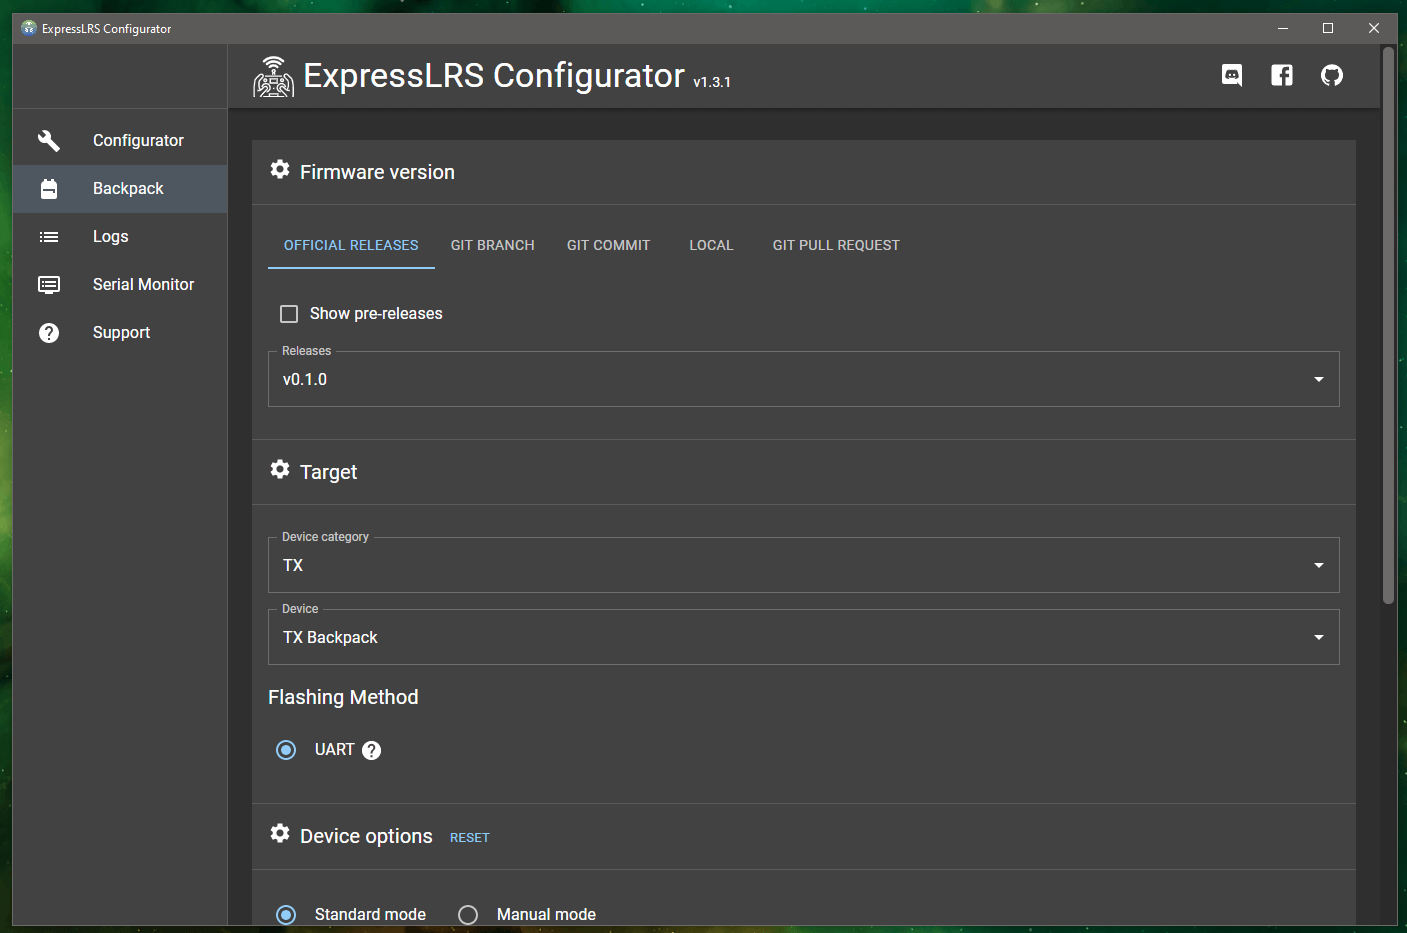 ExpressLRS Configurator
ExpressLRS Configurator v1.3.1
Configurator
Backpack
Logs
Serial Monitor
Support
Firmware version
OFFICIAL RELEASES GIT BRANCH GIT COMMIT LOCAL GIT PULL REQUEST
Show pre-releases
Releases
v0.1.0
Target
Device category
TX
Device
TX Backpack
Flashing Method
UART ?
Device options RESET
Standard mode Manual mode